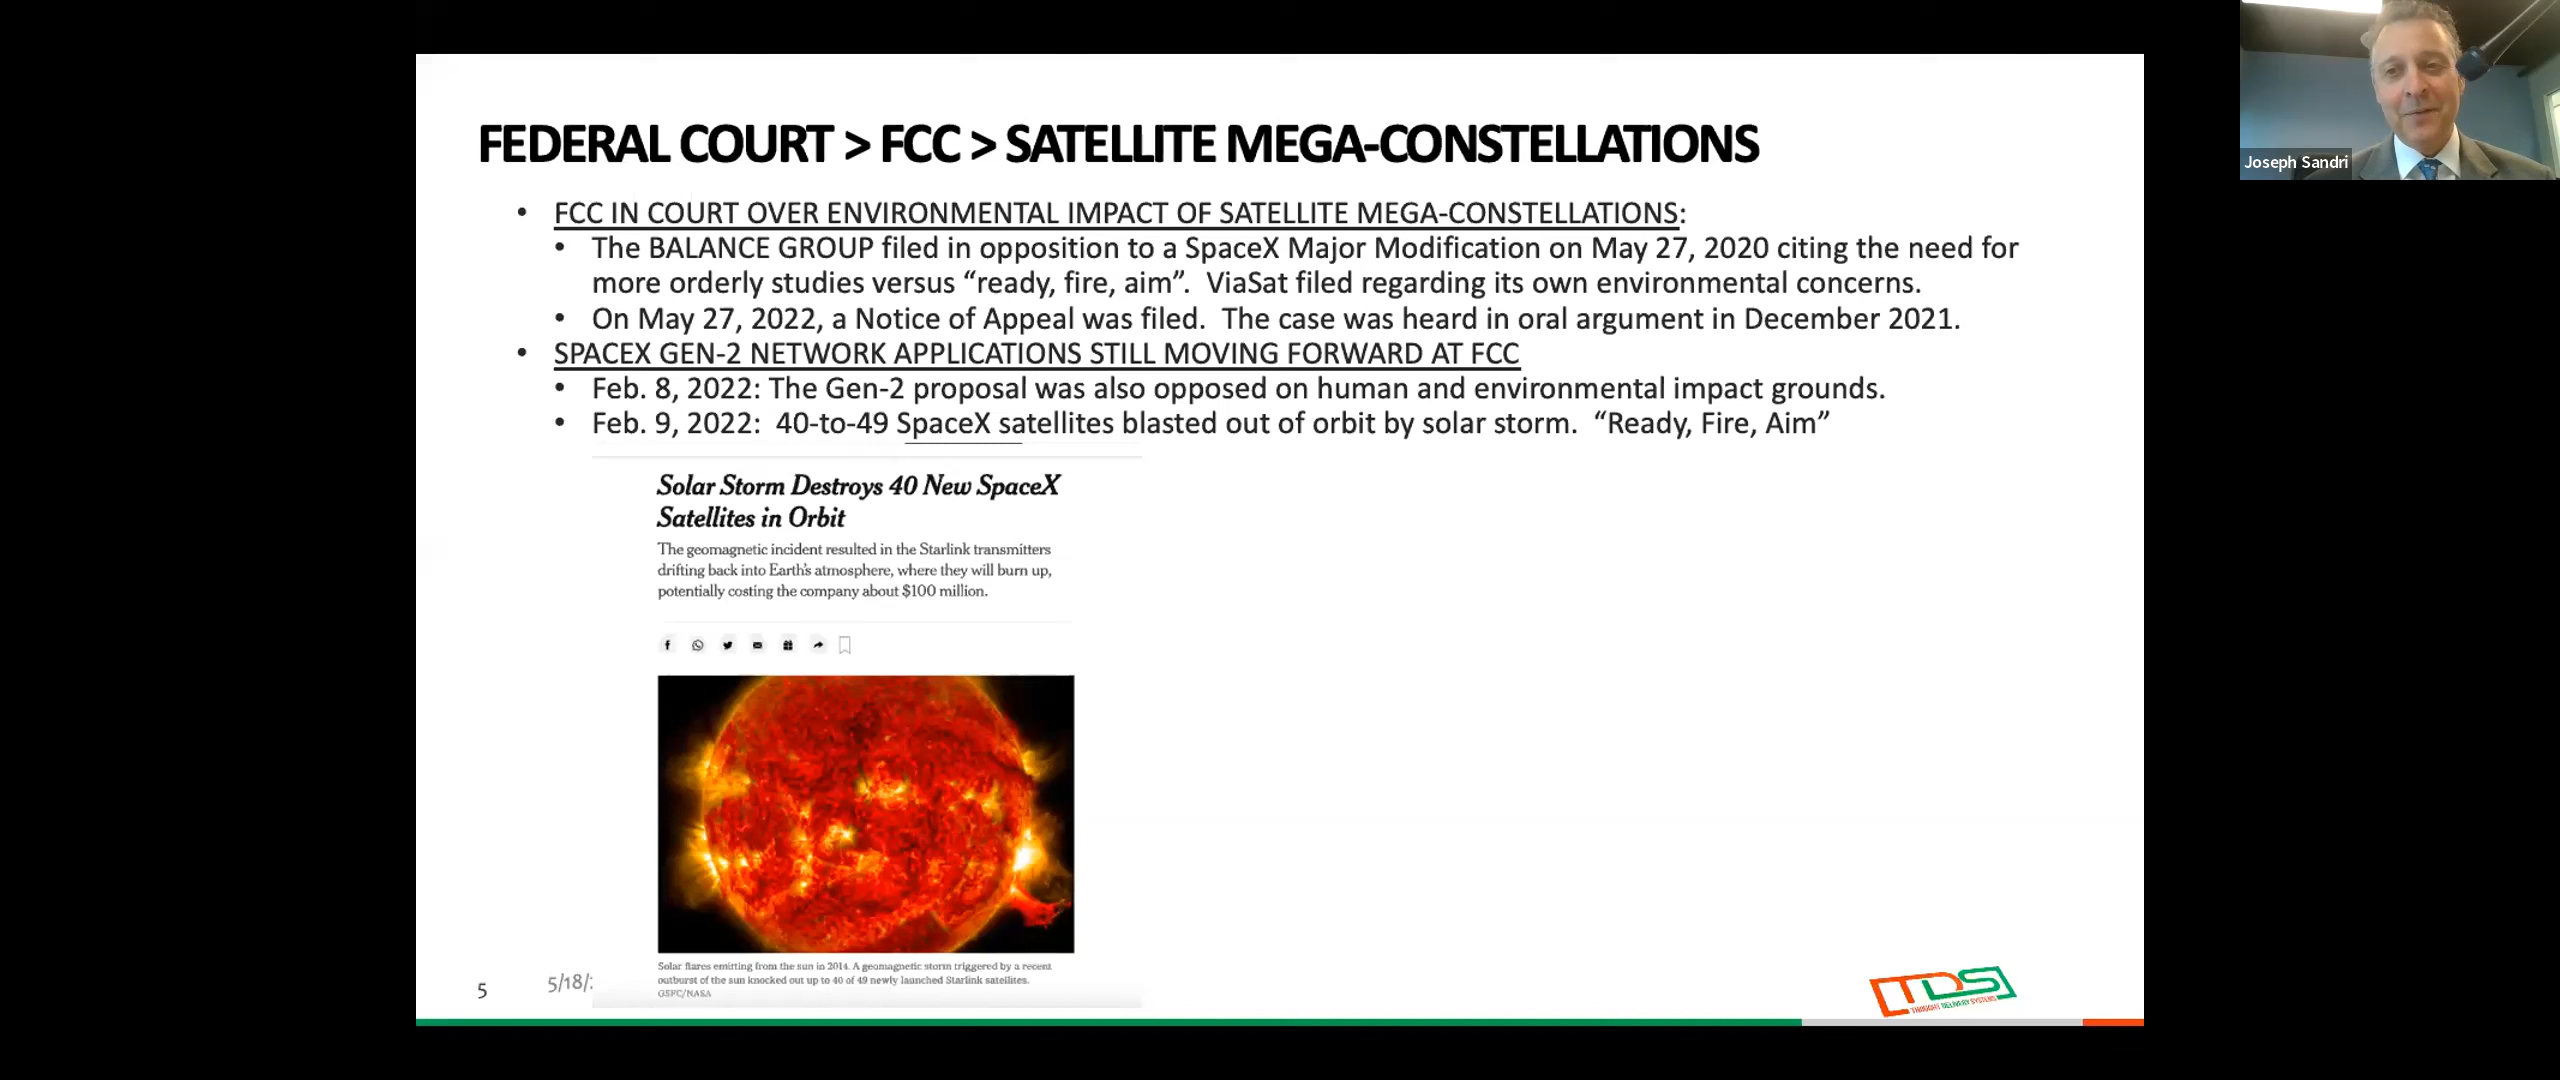 Joseph Sandri
FEDERAL COURT > FCC > SATELLITE MEGA-CONSTELLATIONS
• FCC IN COURT OVER ENVIRONMENTAL IMPACT OF SATELLITE MEGA-CONSTELLATIONS:
• The BALANCE GROUP filed in opposition to a SpaceX Major Modification on May 27, 2020 citing the need for
more orderly studies versus “ready, fire, aim”.  ViaSat filed regarding its own environmental concerns.
• On May 27, 2022, a Notice of Appeal was filed.  The case was heard in oral argument in December 2021.
• SPACEX GEN-2 NETWORK APPLICATIONS STILL MOVING FORWARD AT FCC
• Feb. 8, 2022: The Gen-2 proposal was also opposed on human and environmental impact grounds.
• Feb. 9, 2022:  40-to-49 SpaceX satellites blasted out of orbit by solar storm.  “Ready, Fire, Aim”
Solar Storm Destroys 40 New SpaceX
Satellites in Orbit
The geomagnetic incident resulted in the Starlink transmitters
drifting back into Earth's atmosphere, where they will burn up,
potentially costing the company about $100 million.
Solar flares emitting from the sun in 2014. A geomagnetic storm triggered by a recent
outburst of the sun knocked out up to 40 of 49 newly launched Starlink satellites.
GSFC/NASA
5
5/18/
TDS
THOUGHT DELIVERY SYSTEMS